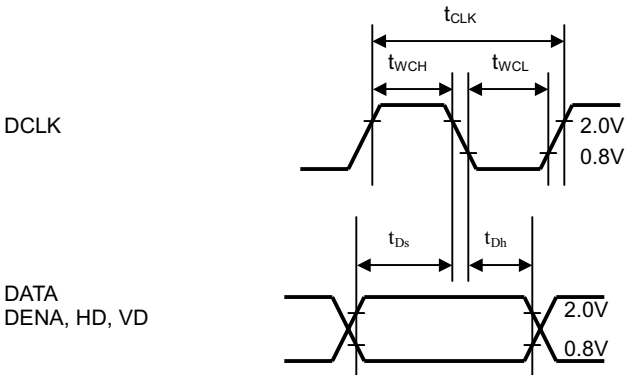 tCLK
tWCH tWCL
DCLK
2.0V
0.8V
tDs tDh
DATA
DENA, HD, VD
2.0V
0.8V